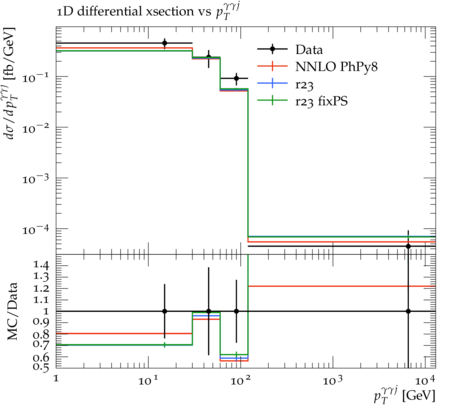 1D differential xsection vs p_T^{γγj}
dσ/dp_T^{γγj} [fb/GeV]
Data
NNLO PhPy8
r23
r23 fixPS
10^{-1}
10^{-2}
10^{-3}
10^{-4}
MC/Data
1.4
1.3
1.2
1.1
1
0.9
0.8
0.7
0.6
0.5
1 10^1 10^2 10^3 10^4
p_T^{γγj} [GeV]